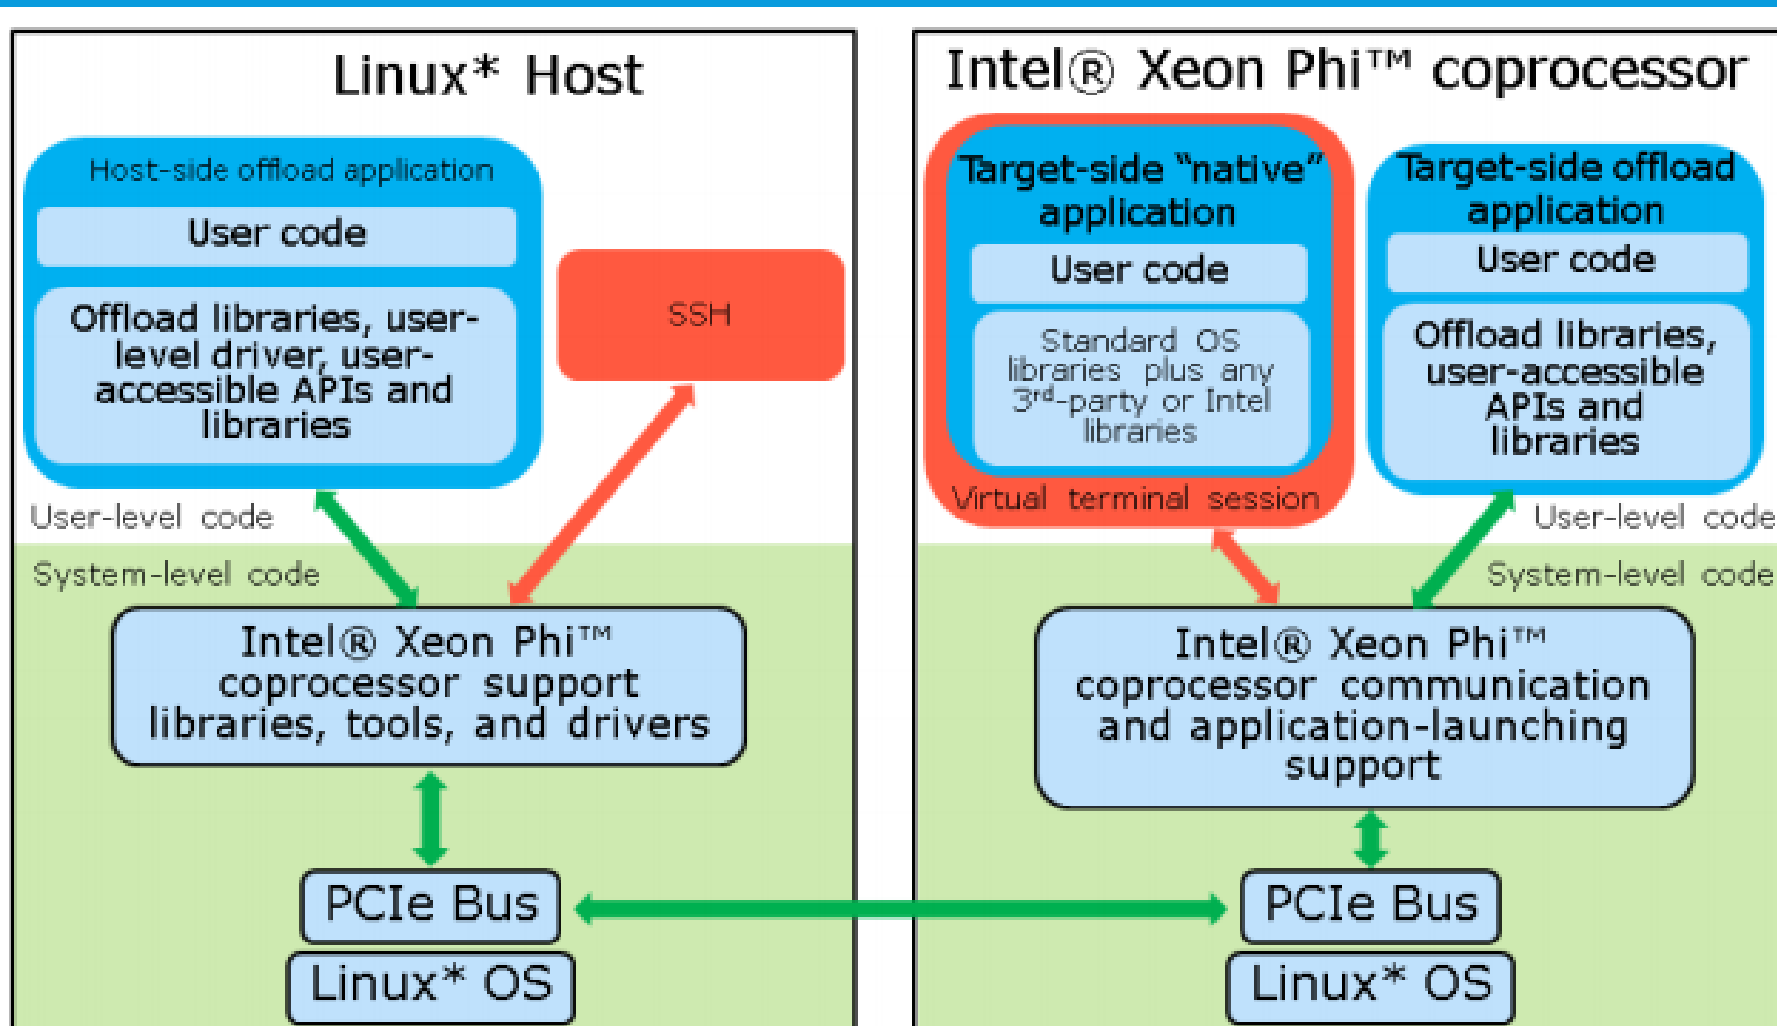 Linux* Host
Host-side offload application
User code
Offload libraries, user-
level driver, user-
accessible APIs and
libraries
SSH
User-level code
System-level code
Intel® Xeon Phi™
coprocessor support
libraries, tools, and drivers
PCIe Bus
Linux* OS
Intel® Xeon Phi™ coprocessor
Target-side “native”
application
User code
Standard OS
libraries plus any
3rd-party or Intel
libraries
Virtual terminal session
Target-side offload
application
User code
Offload libraries,
user-accessible
APIs and
libraries
User-level code
System-level code
Intel® Xeon Phi™
coprocessor communication
and application-launching
support
PCIe Bus
Linux* OS